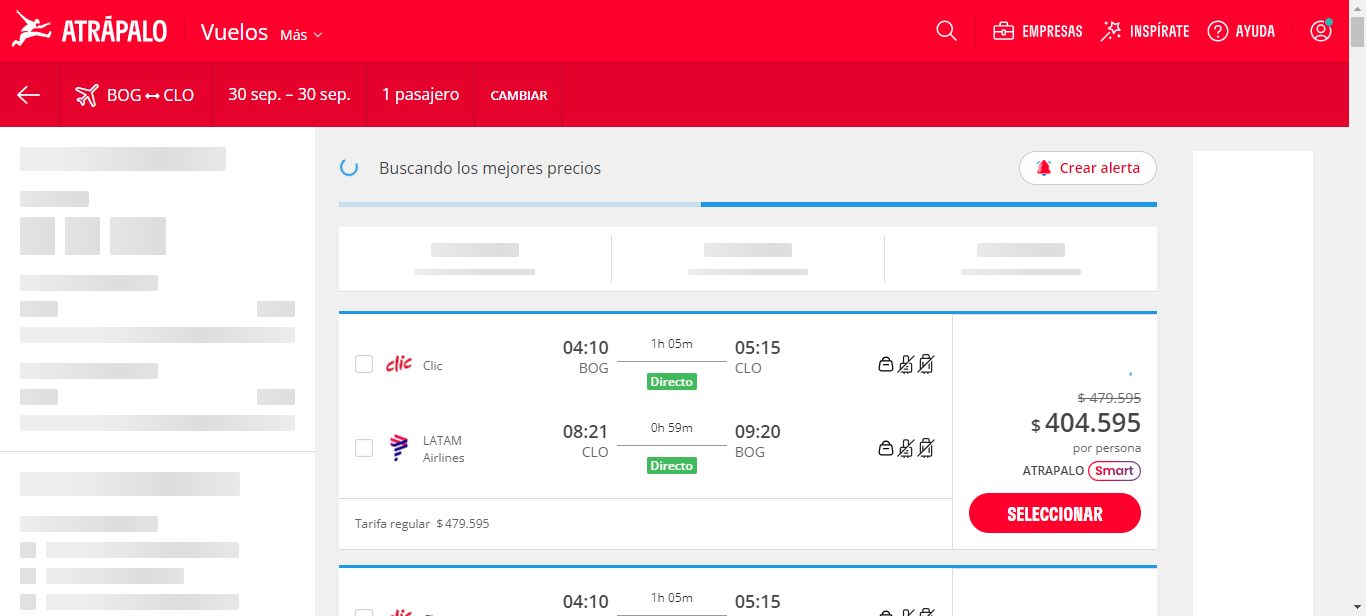 ATRÁPALO
Vuelos Más
EMPRESAS INSPÍRATE AYUDA
BOG CLO 30 sep. – 30 sep. 1 pasajero CAMBIAR
Buscando los mejores precios
Crear alerta
clic Clic
04:10 1h 05m 05:15
BOG Directo CLO
LATAM
Airlines
08:21 0h 59m 09:20
CLO Directo BOG
Tarifa regular $ 479.595
$ 479.595
$ 404.595
por persona
ATRAPALO Smart
SELECCIONAR
04:10 1h 05m 05:15